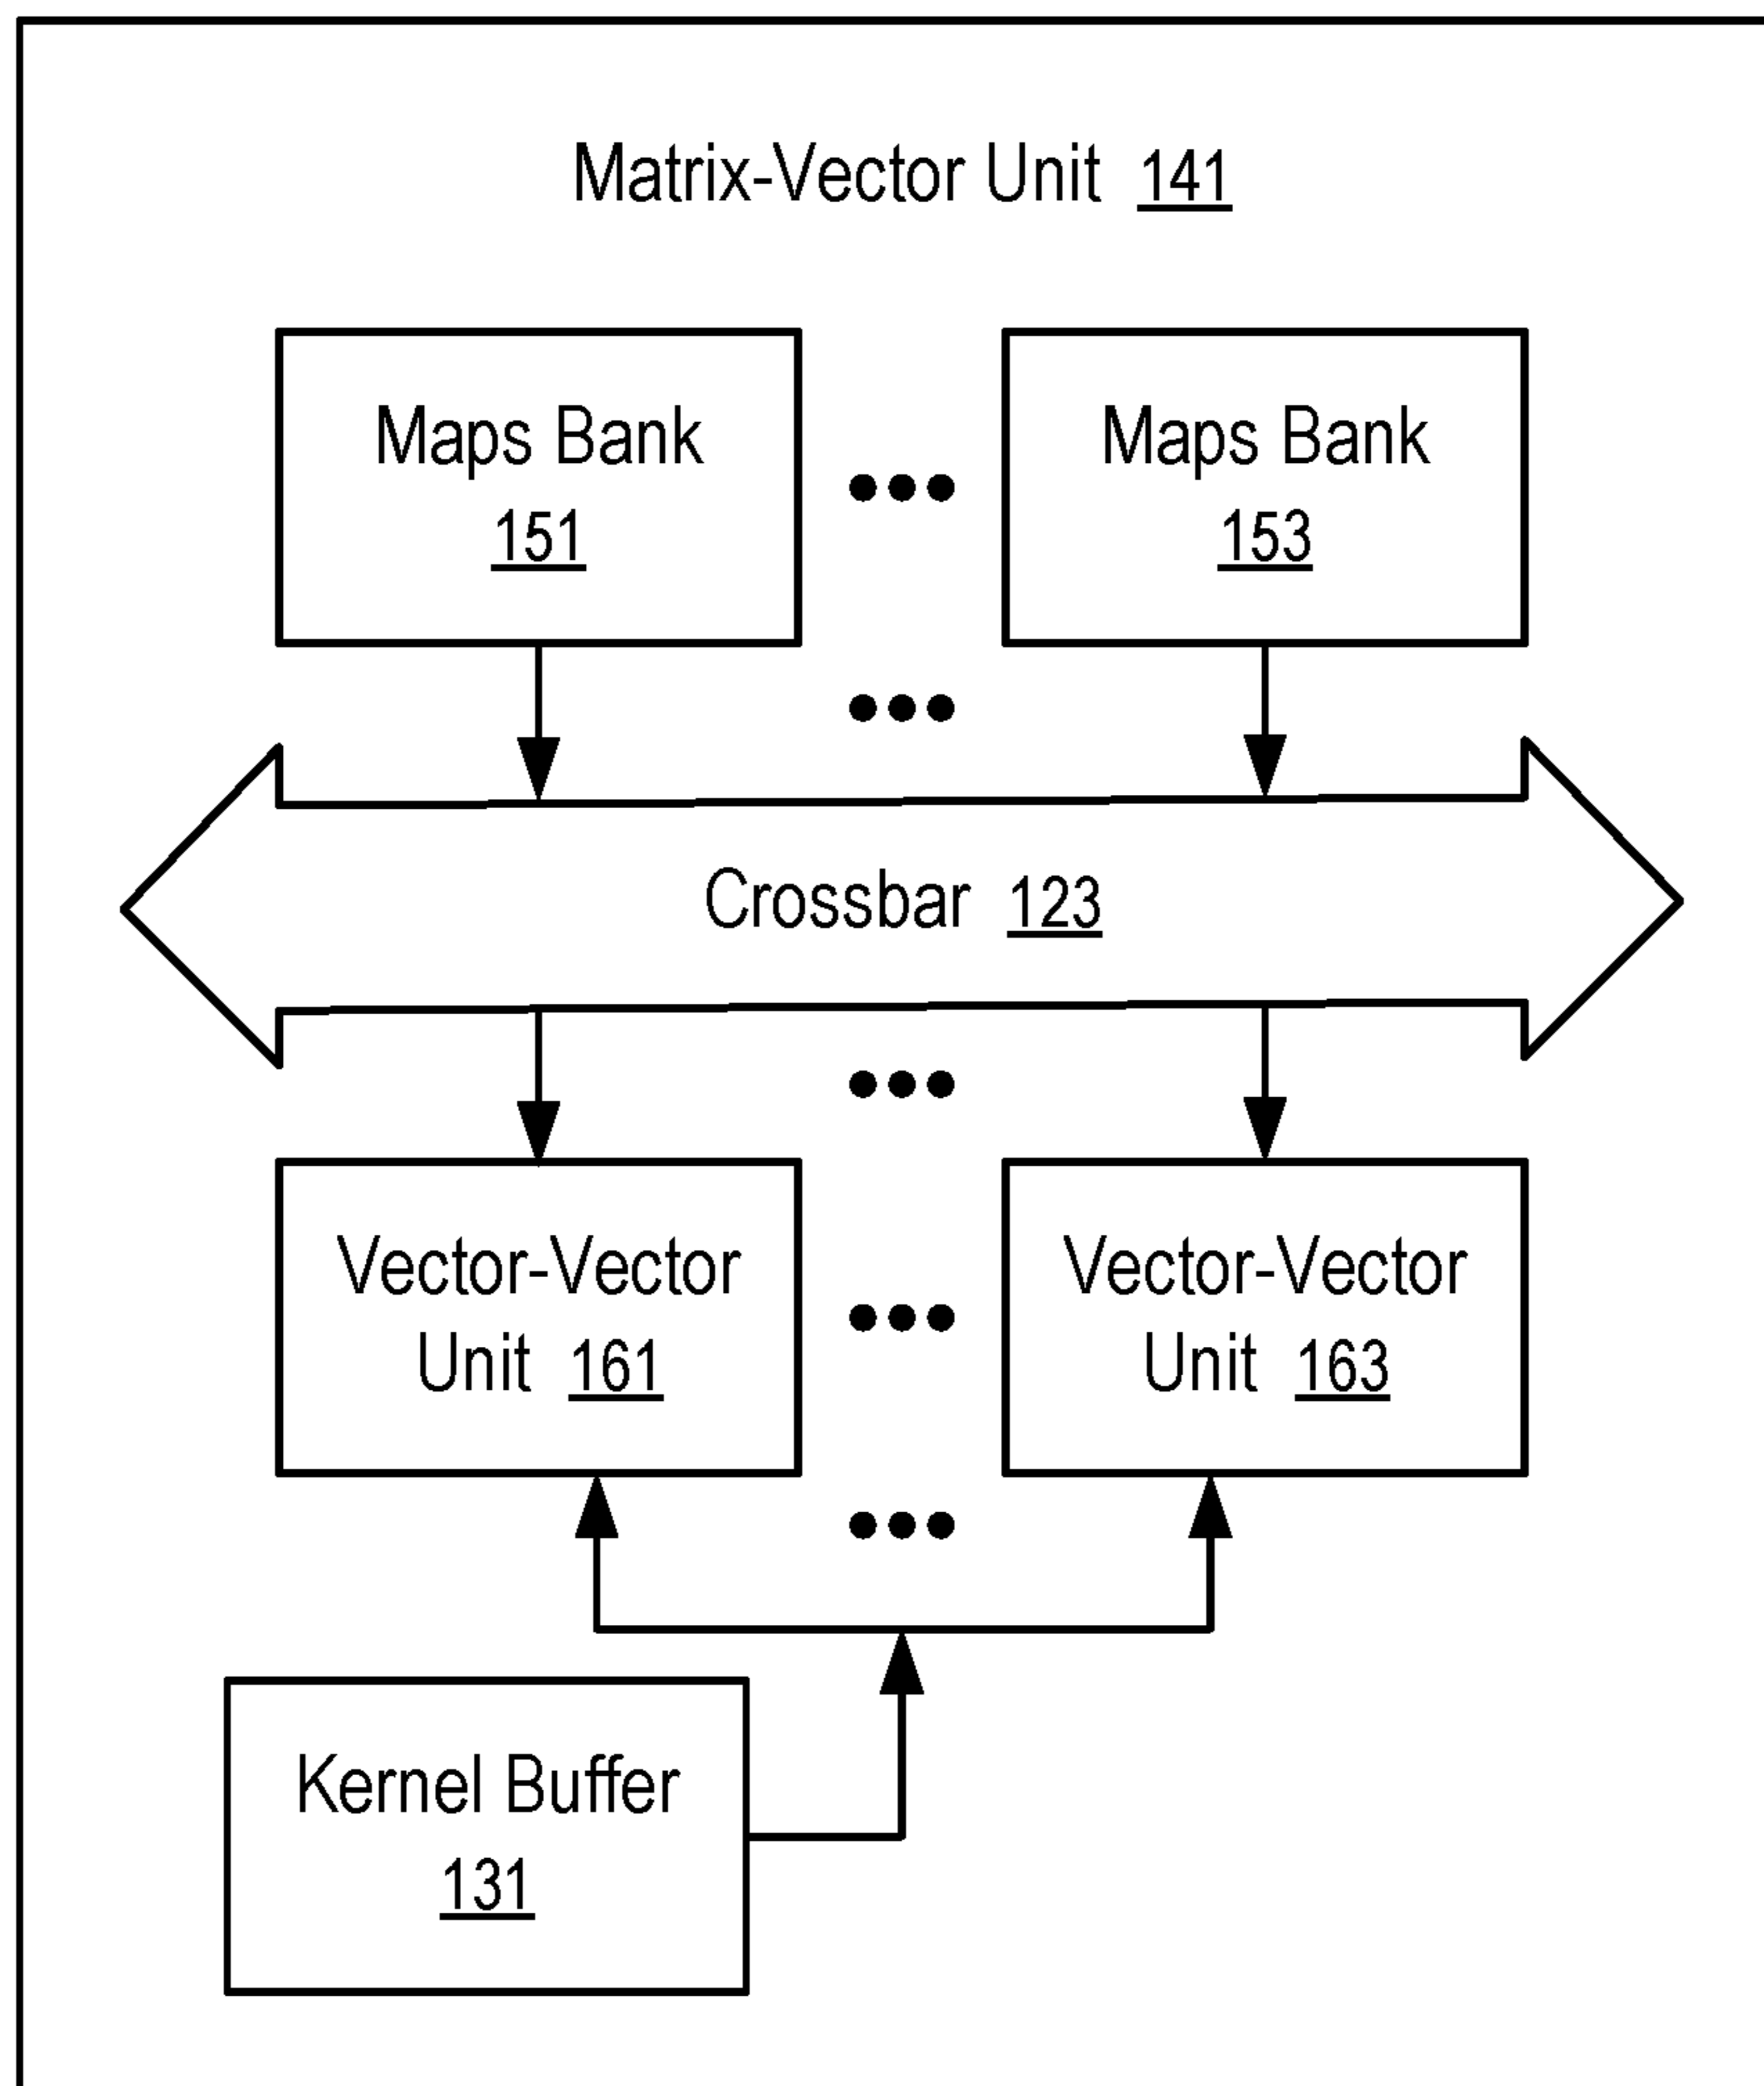 Matrix-Vector Unit 141
Maps Bank
151
Maps Bank
153
Crossbar 123
Vector-Vector
Unit 161
Vector-Vector
Unit 163
Kernel Buffer
131